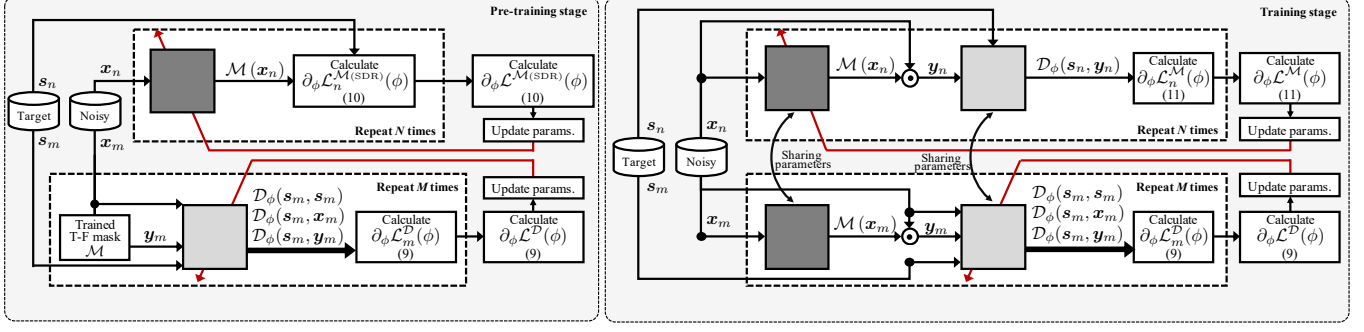 Pre-training stage
s_n
x_n
M(x_n)
Calculate
∂_ϕ L_n^{M(SDR)}(ϕ)
(10)
Calculate
∂_ϕ L^{M(SDR)}(ϕ)
(10)
Target
Noisy
Repeat N times
Update params.
s_m
x_m
Repeat M times
Update params.
Trained
T-F mask
M
y_m
D_ϕ(s_m, s_m)
D_ϕ(s_m, x_m)
D_ϕ(s_m, y_m)
Calculate
∂_ϕ L_m^D(ϕ)
(9)
Calculate
∂_ϕ L^D(ϕ)
(9)
Training stage
M(x_n)
y_n
D_ϕ(s_n, y_n)
Calculate
∂_ϕ L_n^M(ϕ)
(11)
Calculate
∂_ϕ L^M(ϕ)
(11)
s_n
x_n
Repeat N times
Update params.
Target
Noisy
Sharing
parameters
Sharing
parameters
s_m
x_m
Repeat M times
Update params.
M(x_m)
y_m
D_ϕ(s_m, s_m)
D_ϕ(s_m, x_m)
D_ϕ(s_m, y_m)
Calculate
∂_ϕ L_m^D(ϕ)
(9)
Calculate
∂_ϕ L^D(ϕ)
(9)